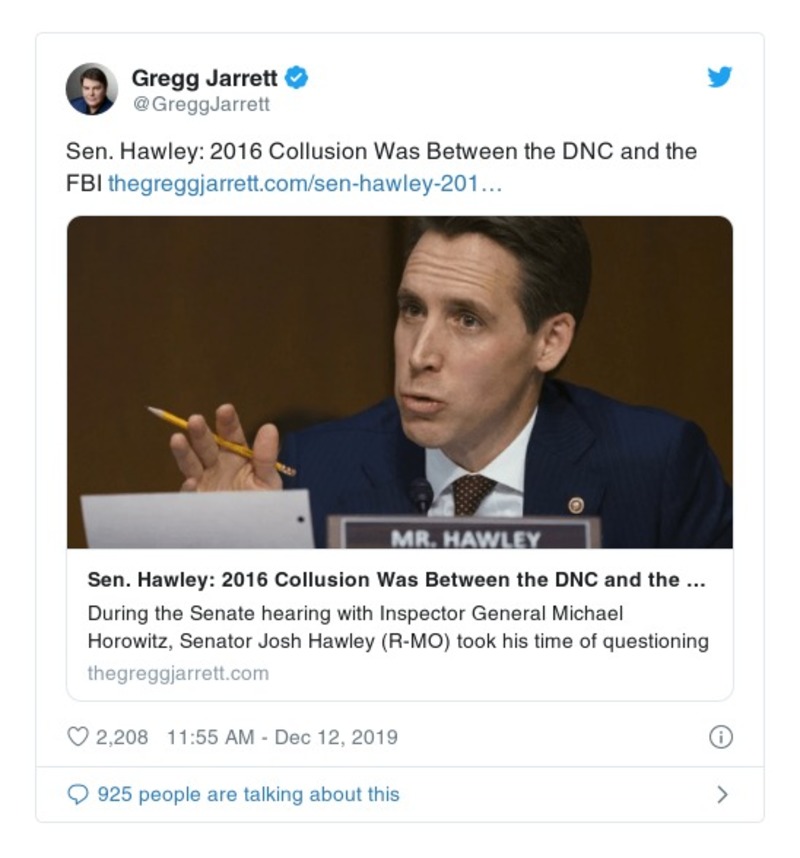 Gregg Jarrett
@GreggJarrett
Sen. Hawley: 2016 Collusion Was Between the DNC and the
FBI thegreggjarrett.com/sen-hawley-201…
MR. HAWLEY
Sen. Hawley: 2016 Collusion Was Between the DNC and the ...
During the Senate hearing with Inspector General Michael
Horowitz, Senator Josh Hawley (R-MO) took his time of questioning
thegreggjarrett.com
2,208 11:55 AM - Dec 12, 2019
925 people are talking about this